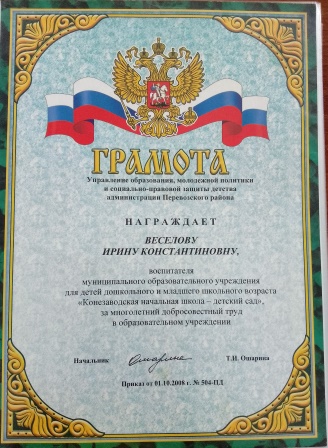 ГРАМОТА
Управление образования, молодежной политики
и социально-правовой защиты детства
администрации Перевозского района
НАГРАЖДАЕТ
ВЕСЕЛОВУ
ИРИНУ КОНСТАНТИНОВНУ,
воспитателя
муниципального образовательного учреждения
для детей дошкольного и младшего школьного возраста
«Конезаводская начальная школа – детский сад»,
за многолетний добросовестный труд
в образовательном учреждении
Начальник Т.И. Ошарина
Приказ от 01.10.2008 г. № 504-ПД